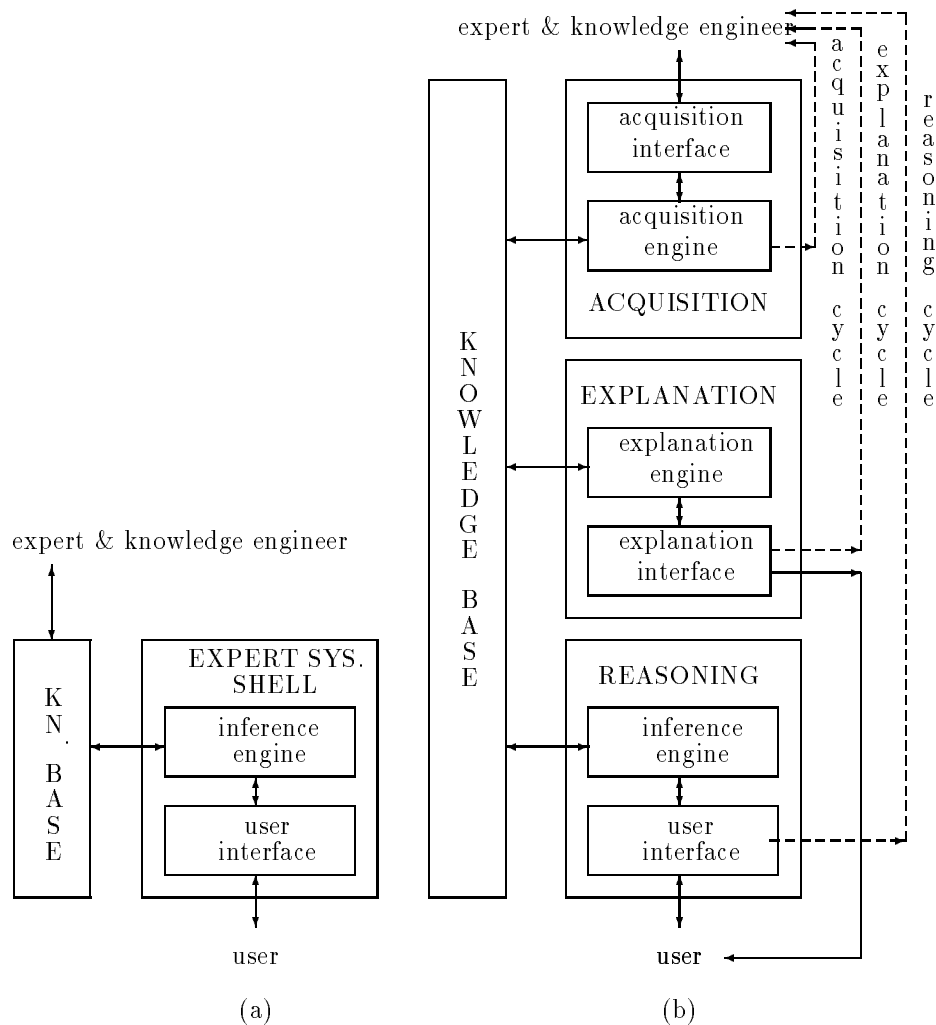 expert & knowledge engineer
KN. BASE
EXPERT SYS.
SHELL
inference
engine
user
interface
user
(a)
expert & knowledge engineer
KNOWLEDGE BASE
acquisition
interface
acquisition
engine
ACQUISITION
EXPLANATION
explanation
engine
explanation
interface
REASONING
inference
engine
user
interface
user
(b)
acquisition cycle
explanation cycle
reasoning cycle